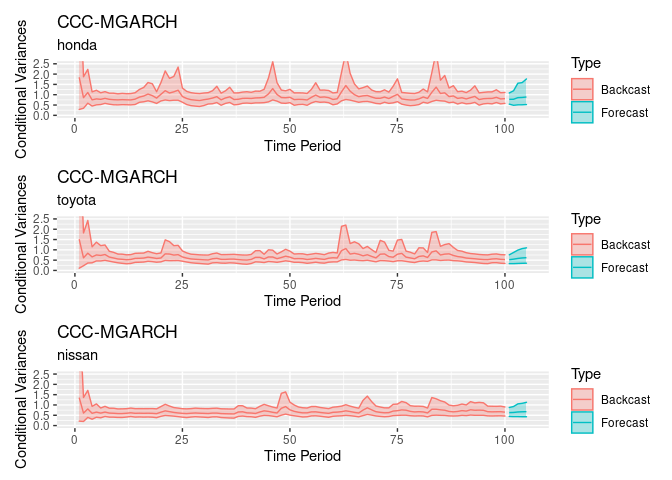 CCC-MGARCH
honda
Conditional Variances
2.5
2.0
1.5
1.0
0.5
0.0
0
25
50
75
100
Time Period
Type
Backcast
Forecast
CCC-MGARCH
toyota
Conditional Variances
2.5
2.0
1.5
1.0
0.5
0.0
0
25
50
75
100
Time Period
Type
Backcast
Forecast
CCC-MGARCH
nissan
Conditional Variances
2.5
2.0
1.5
1.0
0.5
0.0
0
25
50
75
100
Time Period
Type
Backcast
Forecast